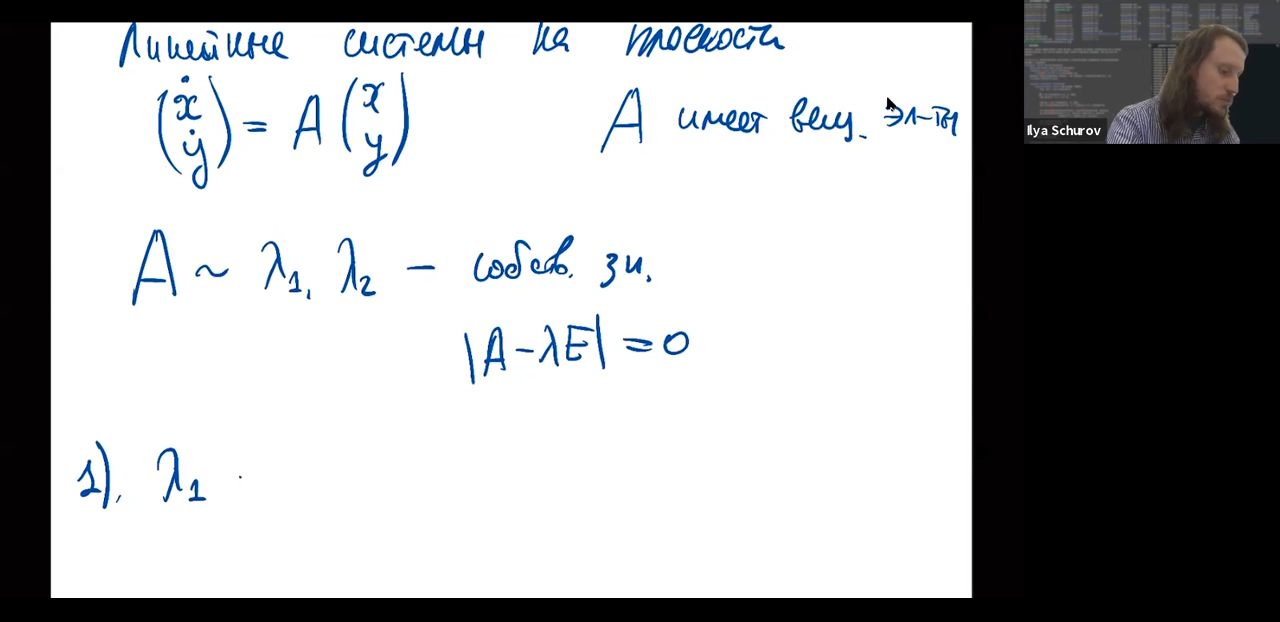 Линейные системы на плоскости
(ẋ ẏ) = A (x y) A имеет вещ. эл-ты
A ~ λ₁, λ₂ – собств. зн.
|A – λE| = 0
1). λ₁
Ilya Schurov